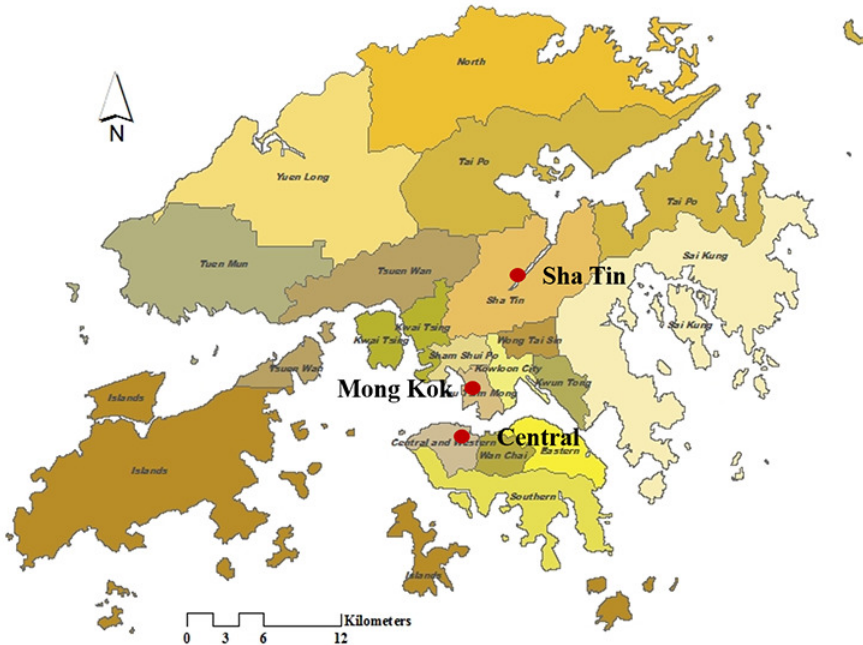 North
Tai Po
Yuen Long
Tai Po
N
Tuen Mun
Tsuen Wan
Sai Kung
Sha Tin
Sha Tin
Kwai Tsing
Kwai Tsing
Wong Tai Sin
Sai Kung
Sham Shui Po
Kowloon City
Tsuen Wan
Kwun Tong
Mong Kok
Mong
Islands
Central
Central and Western
Wan Chai
Eastern
Islands
Southern
Islands
Kilometers
0 3 6 12